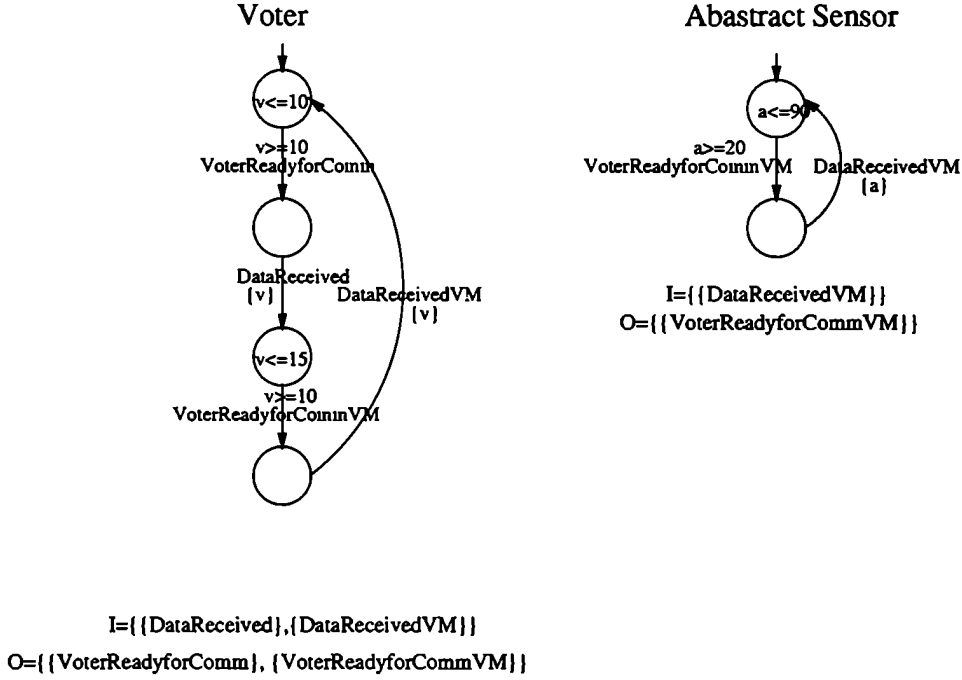 Voter
v<=10
v>=10
VoterReadyforComm
DataReceived
{v}
DataReceivedVM
{v}
v<=15
v>=10
VoterReadyforCommVM
I={{DataReceived},{DataReceivedVM}}
O={{VoterReadyforComm}, {VoterReadyforCommVM}}
Abastract Sensor
a<=90
a>=20
VoterReadyforCommVM
DataReceivedVM
{a}
I={{DataReceivedVM}}
O={{VoterReadyforCommVM}}